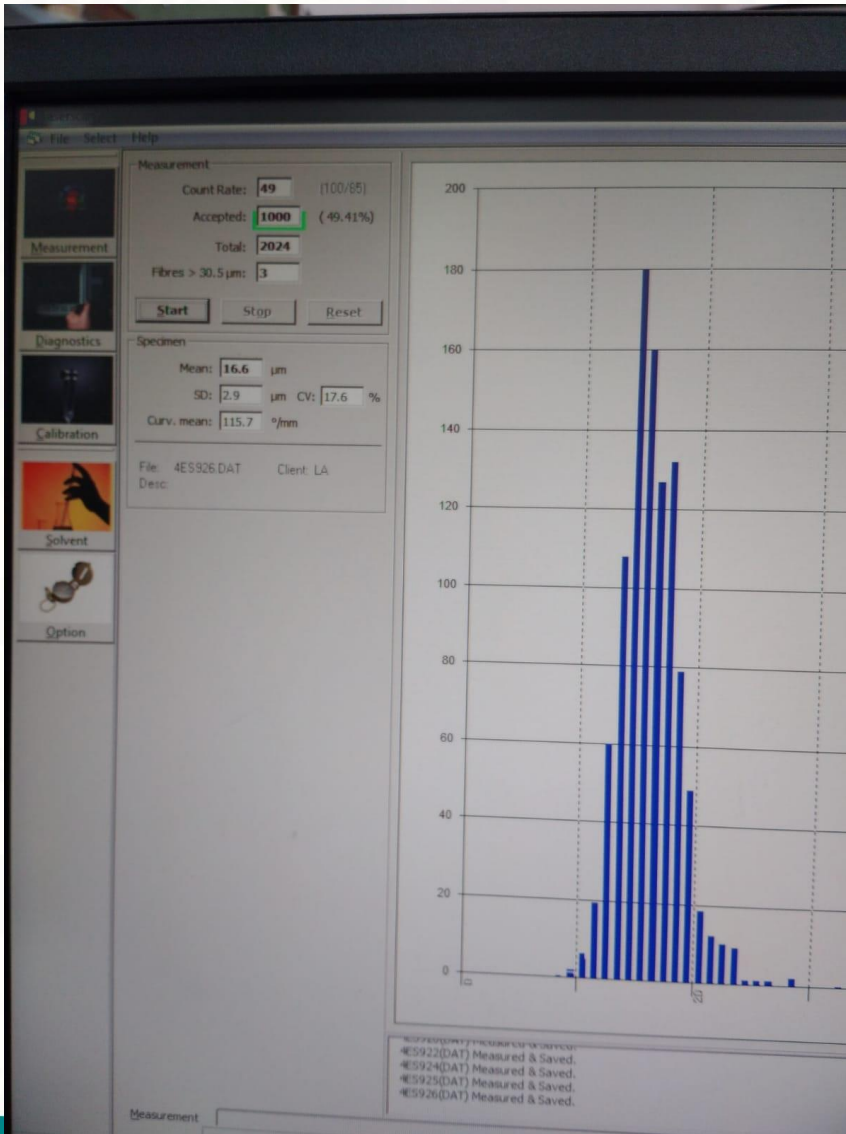 File Select Help
Measurement
Count Rate: 49 (100/65)
Accepted: 1000 ( 49.41%)
Total: 2024
Fibres > 30.5 µm: 3
Start Stop Reset
Specimen
Mean: 16.6 µm
SD: 2.9 µm CV: 17.6 %
Curv. mean: 115.7 °/mm
File: 4ES926.DAT Client: LA
Desc:
Measurement
Diagnostics
Calibration
Solvent
Option
200
180
160
140
120
100
80
60
40
20
0
0
20
4ES922(DAT) Measured & Saved.
4ES924(DAT) Measured & Saved.
4ES925(DAT) Measured & Saved.
4ES926(DAT) Measured & Saved.
Measurement